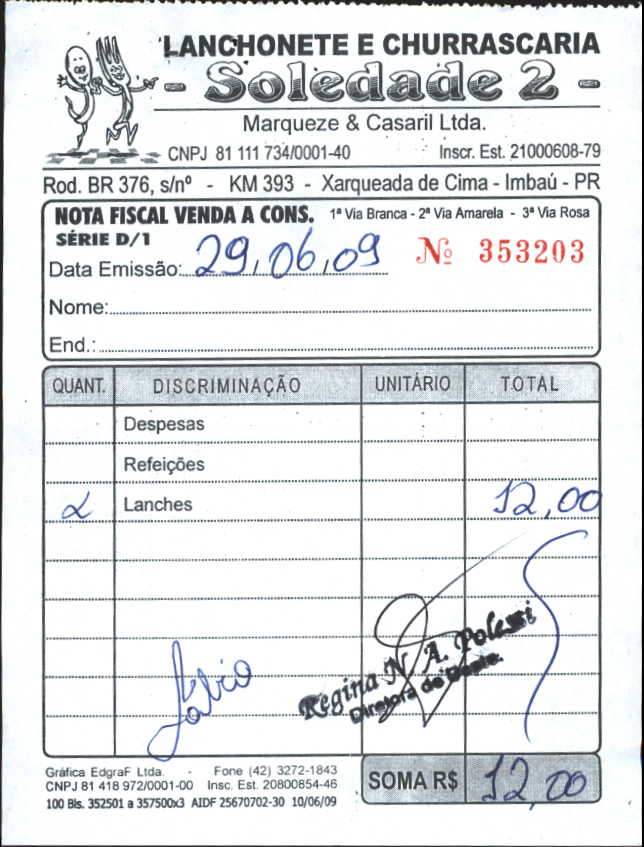 LANCHONETE E CHURRASCARIA
- Soledade 2 -
Marqueze & Casaril Ltda.
CNPJ 81 111 734/0001-40 Inscr. Est. 21000608-79
Rod. BR 376, s/nº - KM 393 - Xarqueada de Cima - Imbaú - PR
NOTA FISCAL VENDA A CONS. 1ª Via Branca - 2ª Via Amarela - 3ª Via Rosa
SÉRIE D/1
Data Emissão: 29,06,09 Nº 353203
Nome:
End.:
QUANT. DISCRIMINAÇÃO UNITÁRIO TOTAL
Despesas
Refeições
2 Lanches 12,00
Regina N. A. Polessi
Diretora de Depto.
Fábio
Gráfica EdgraF Ltda. - Fone (42) 3272-1843
CNPJ 81 418 972/0001-00 Insc. Est. 20800854-46
100 Bls. 352501 a 357500x3 AIDF 25670702-30 10/06/09
SOMA R$ 12,00